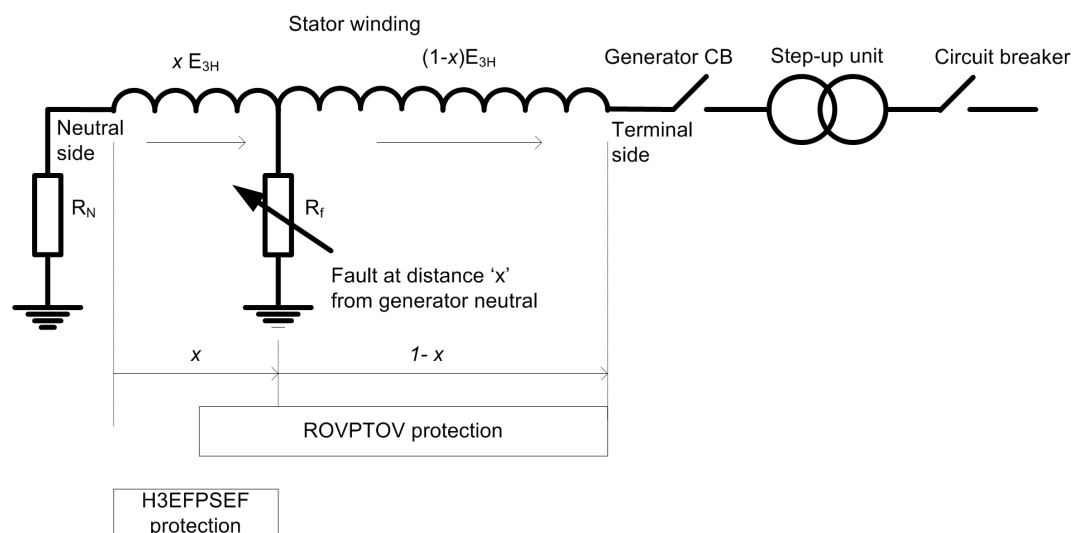 Stator winding
x E3H
(1-x)E3H
Generator CB
Step-up unit
Circuit breaker
Neutral
side
Terminal
side
RN
Rf
Fault at distance ‘x’
from generator neutral
x
1- x
ROVPTOV protection
H3EFPSEF
protection